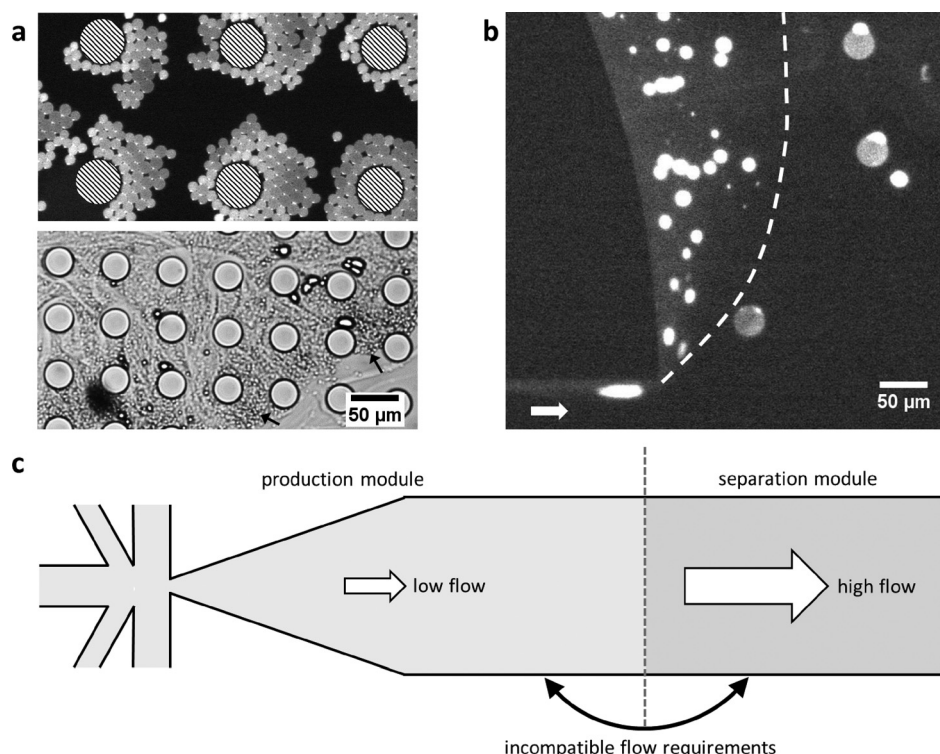 a
50 µm
b
50 µm
c
production module
separation module
low flow
high flow
incompatible flow requirements